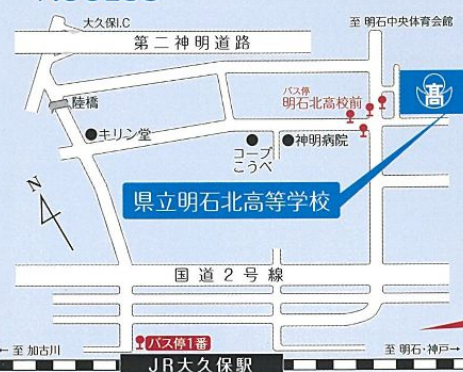 大久保I.C
至 明石中央体育会館
第二神明道路
バス停
明石北高校前
高
陸橋
キリン堂
コープ
こうべ
神明病院
県立明石北高等学校
N
国道2号線
← 至 加古川
バス停1番
至 明石・神戸→
JR大久保駅